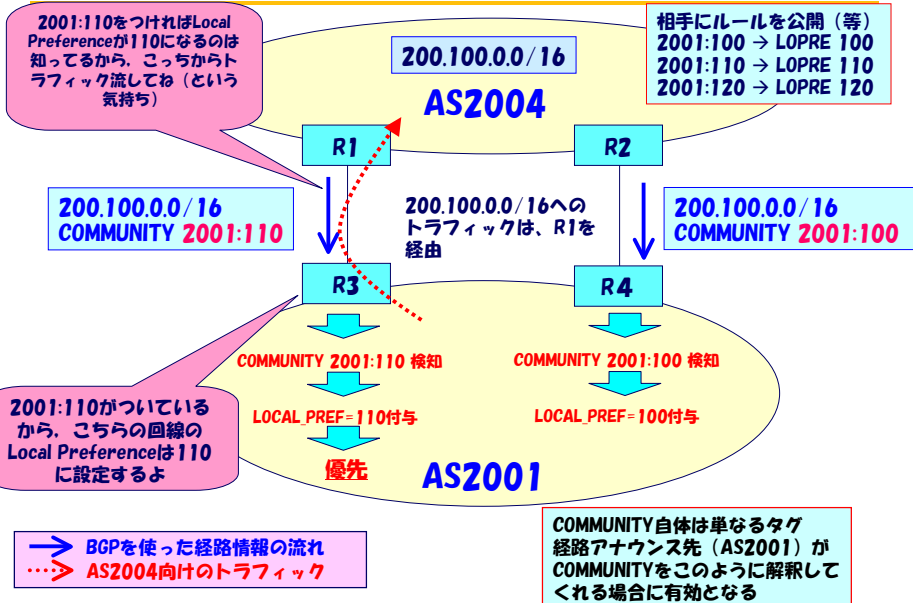 2001:110をつければLocal
Preferenceが110になるのは
知ってるから、こっちからト
ラフィック流してね（という
気持ち）
相手にルールを公開（等）
2001:100 → LOPRE 100
2001:110 → LOPRE 110
2001:120 → LOPRE 120
200.100.0.0/16
AS2004
R1
R2
200.100.0.0/16
COMMUNITY 2001:110
200.100.0.0/16への
トラフィックは、R1を
経由
200.100.0.0/16
COMMUNITY 2001:100
R3
R4
COMMUNITY 2001:110 検知
COMMUNITY 2001:100 検知
LOCAL_PREF=110付与
LOCAL_PREF=100付与
優先
AS2001
2001:110がついている
から、こちらの回線の
Local Preferenceは110
に設定するよ
BGPを使った経路情報の流れ
AS2004向けのトラフィック
COMMUNITY自体は単なるタグ
経路アナウンス先（AS2001）が
COMMUNITYをこのように解釈して
くれる場合に有効となる